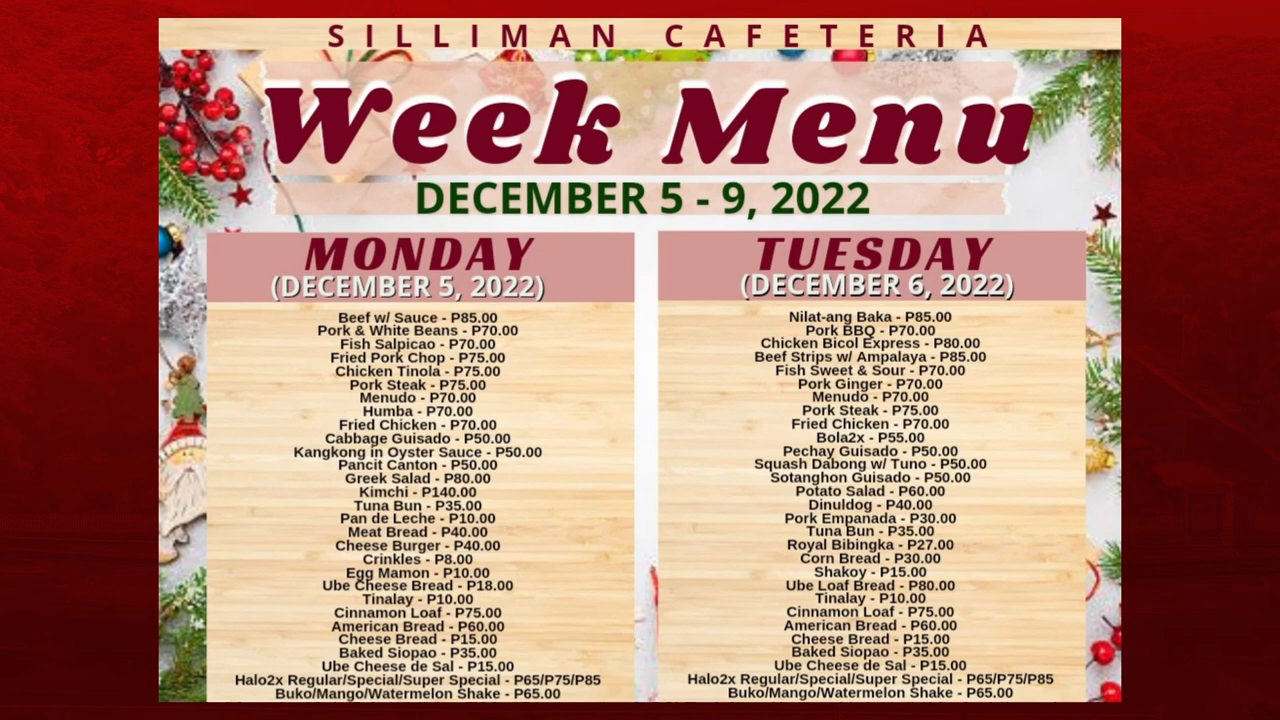 SILLIMAN CAFETERIA
Week Menu
DECEMBER 5 - 9, 2022
MONDAY
(DECEMBER 5, 2022)
Beef w/ Sauce - P85.00
Pork & White Beans - P70.00
Fish Salpicao - P70.00
Fried Pork Chop - P75.00
Chicken Tinola - P75.00
Pork Steak - P75.00
Menudo - P70.00
Humba - P70.00
Fried Chicken - P70.00
Cabbage Guisado - P50.00
Kangkong in Oyster Sauce - P50.00
Pancit Canton - P50.00
Greek Salad - P80.00
Kimchi - P140.00
Tuna Bun - P35.00
Pan de Leche - P10.00
Meat Bread - P40.00
Cheese Burger - P40.00
Crinkles - P8.00
Egg Mamon - P10.00
Ube Cheese Bread - P18.00
Tinalay - P10.00
Cinnamon Loaf - P75.00
American Bread - P60.00
Cheese Bread - P15.00
Baked Siopao - P35.00
Ube Cheese de Sal - P15.00
Halo2x Regular/Special/Super Special - P65/P75/P85
Buko/Mango/Watermelon Shake - P65.00
TUESDAY
(DECEMBER 6, 2022)
Nilat-ang Baka - P85.00
Pork BBQ - P70.00
Chicken Bicol Express - P80.00
Beef Strips w/ Ampalaya - P85.00
Fish Sweet & Sour - P70.00
Pork Ginger - P70.00
Menudo - P70.00
Pork Steak - P75.00
Fried Chicken - P70.00
Bola2x - P55.00
Pechay Guisado - P50.00
Squash Dabong w/ Tuno - P50.00
Sotanghon Guisado - P50.00
Potato Salad - P60.00
Dinuldog - P40.00
Pork Empanada - P30.00
Tuna Bun - P35.00
Royal Bibingka - P27.00
Corn Bread - P30.00
Shakoy - P15.00
Ube Loaf Bread - P80.00
Tinalay - P10.00
Cinnamon Loaf - P75.00
American Bread - P60.00
Cheese Bread - P15.00
Baked Siopao - P35.00
Ube Cheese de Sal - P15.00
Halo2x Regular/Special/Super Special - P65/P75/P85
Buko/Mango/Watermelon Shake - P65.00